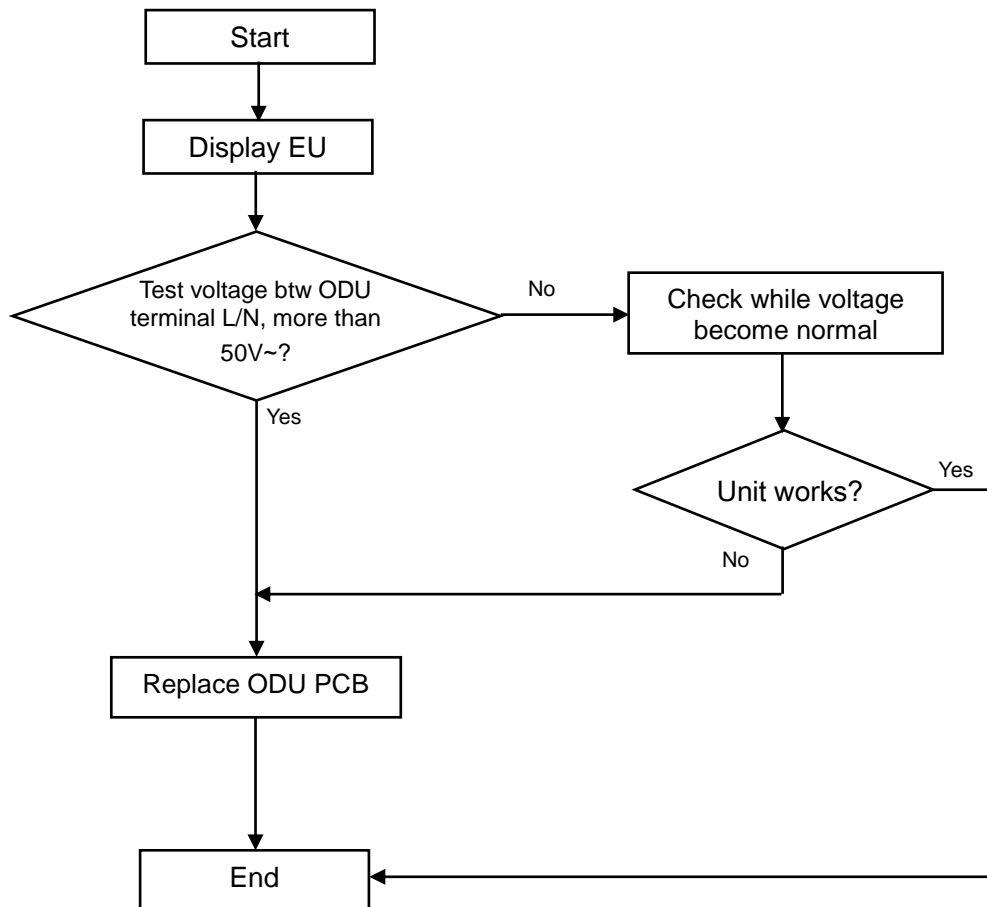 Start
Display EU
Test voltage btw ODU
terminal L/N, more than
50V~?
No
Check while voltage
become normal
Yes
Unit works?
Yes
No
Replace ODU PCB
End